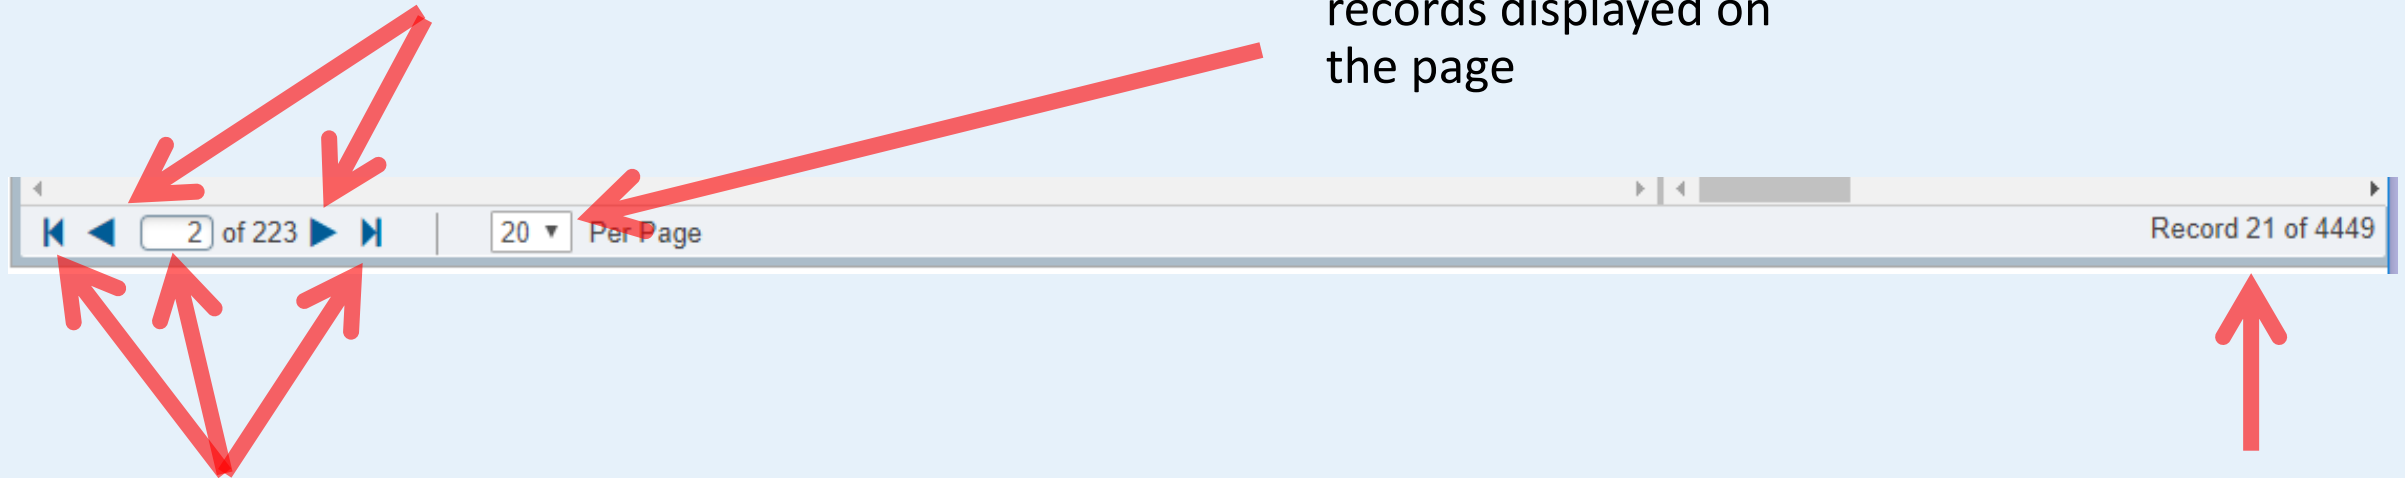 records displayed on
the page
2 of 223
20 Per Page
Record 21 of 4449